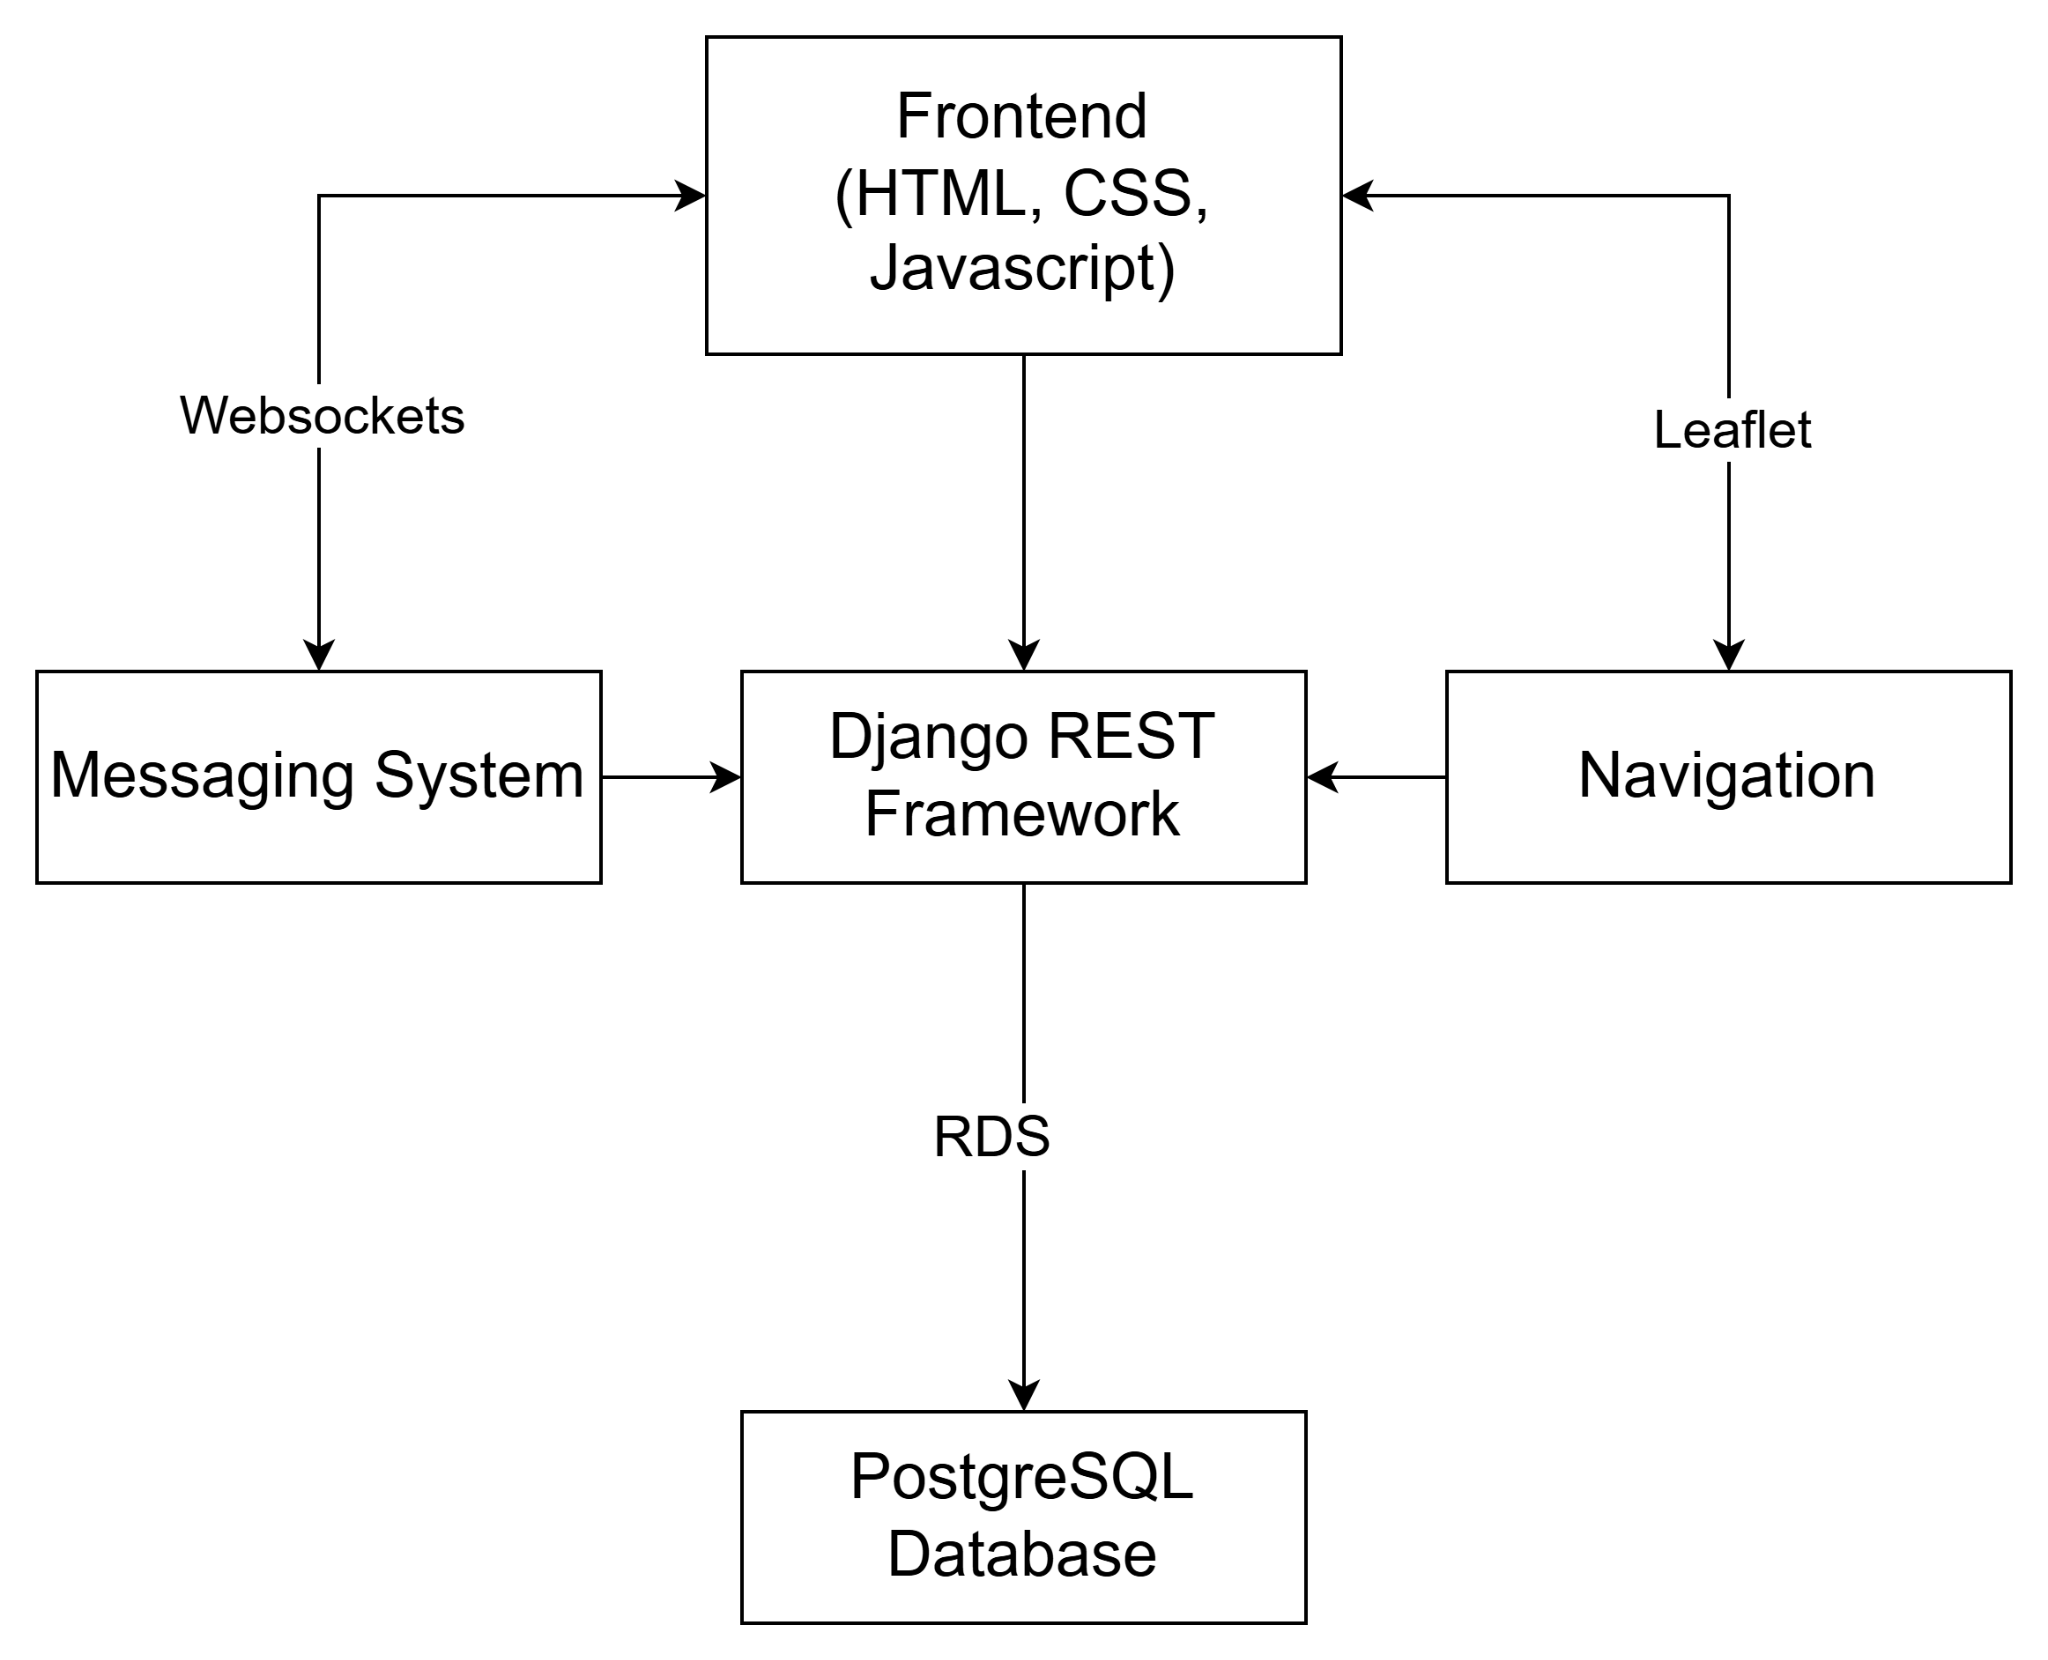 Frontend
(HTML, CSS,
Javascript)
Websockets
Leaflet
Messaging System
Django REST
Framework
Navigation
RDS
PostgreSQL
Database